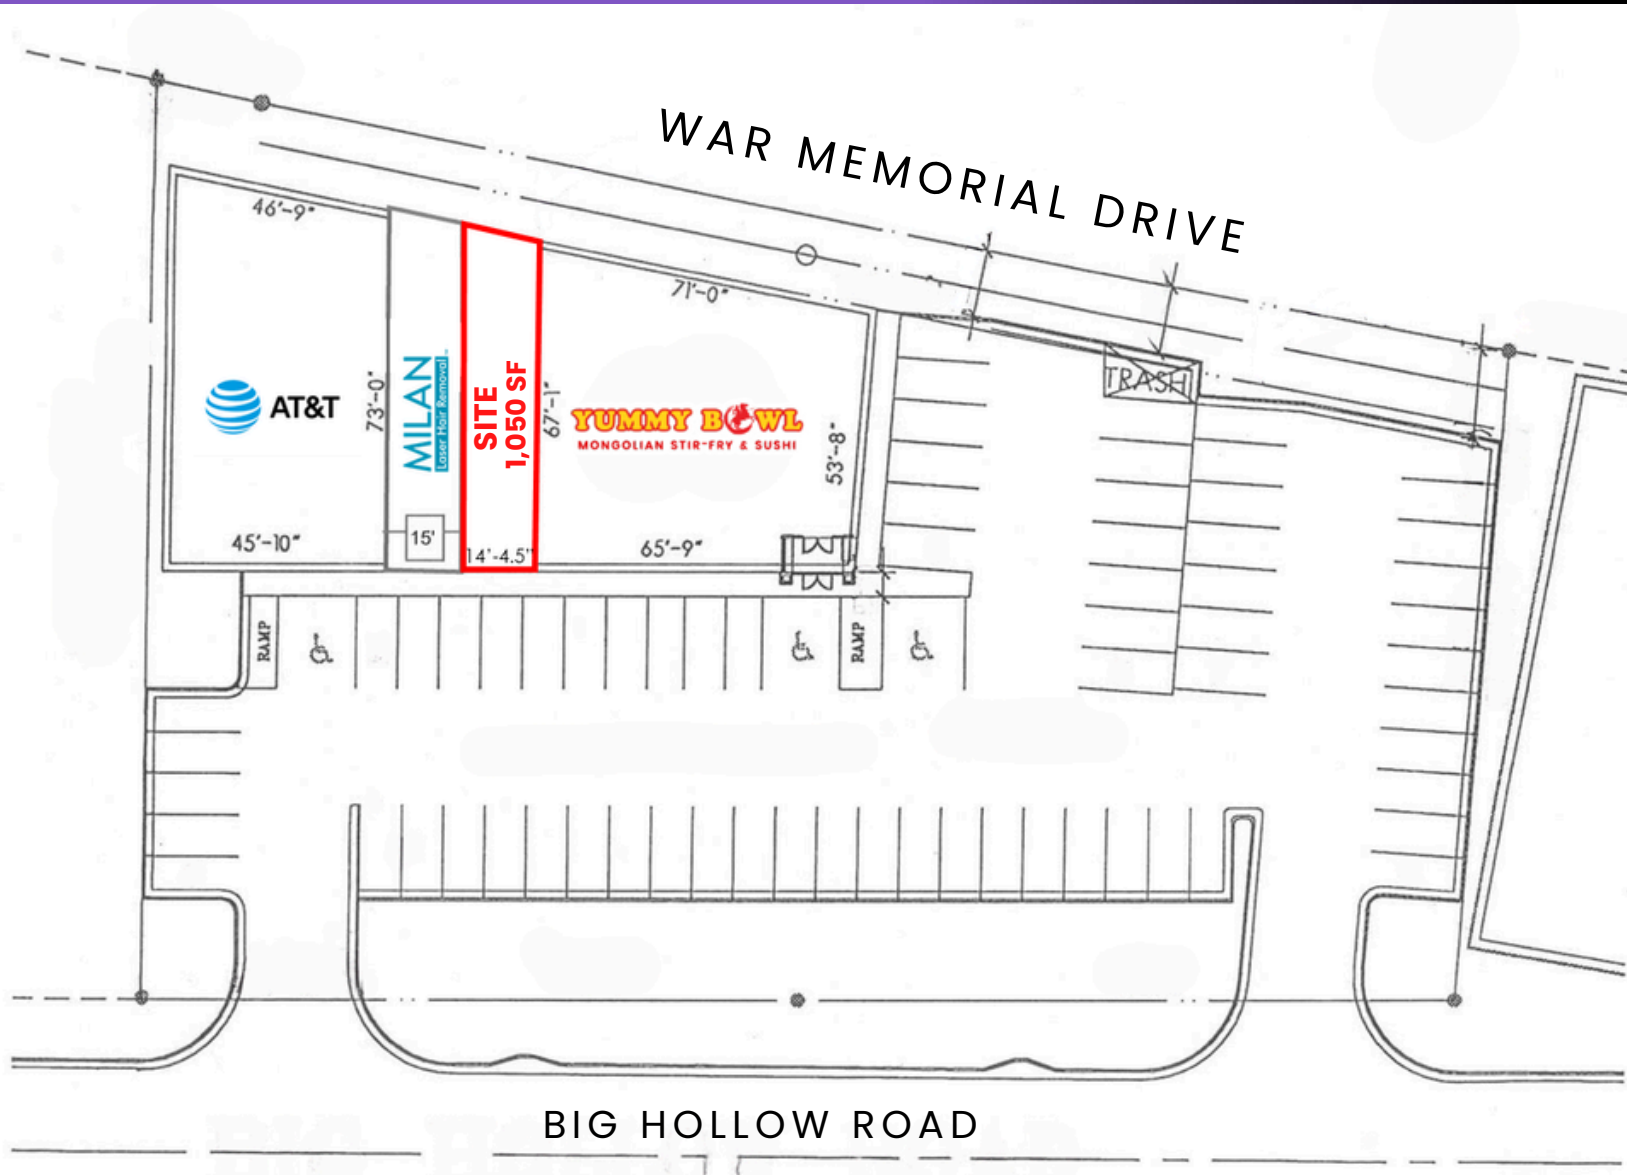 WAR MEMORIAL DRIVE
46'-9"
71'-0"
TRASH
AT&T
73'-0"
MILAN
Laser Hair Removal
SITE
1,050 SF
67'-1"
YUMMY BOWL
MONGOLIAN STIR-FRY & SUSHI
53'-8"
45'-10"
15'
14'-4.5"
65'-9"
RAMP
RAMP
BIG HOLLOW ROAD